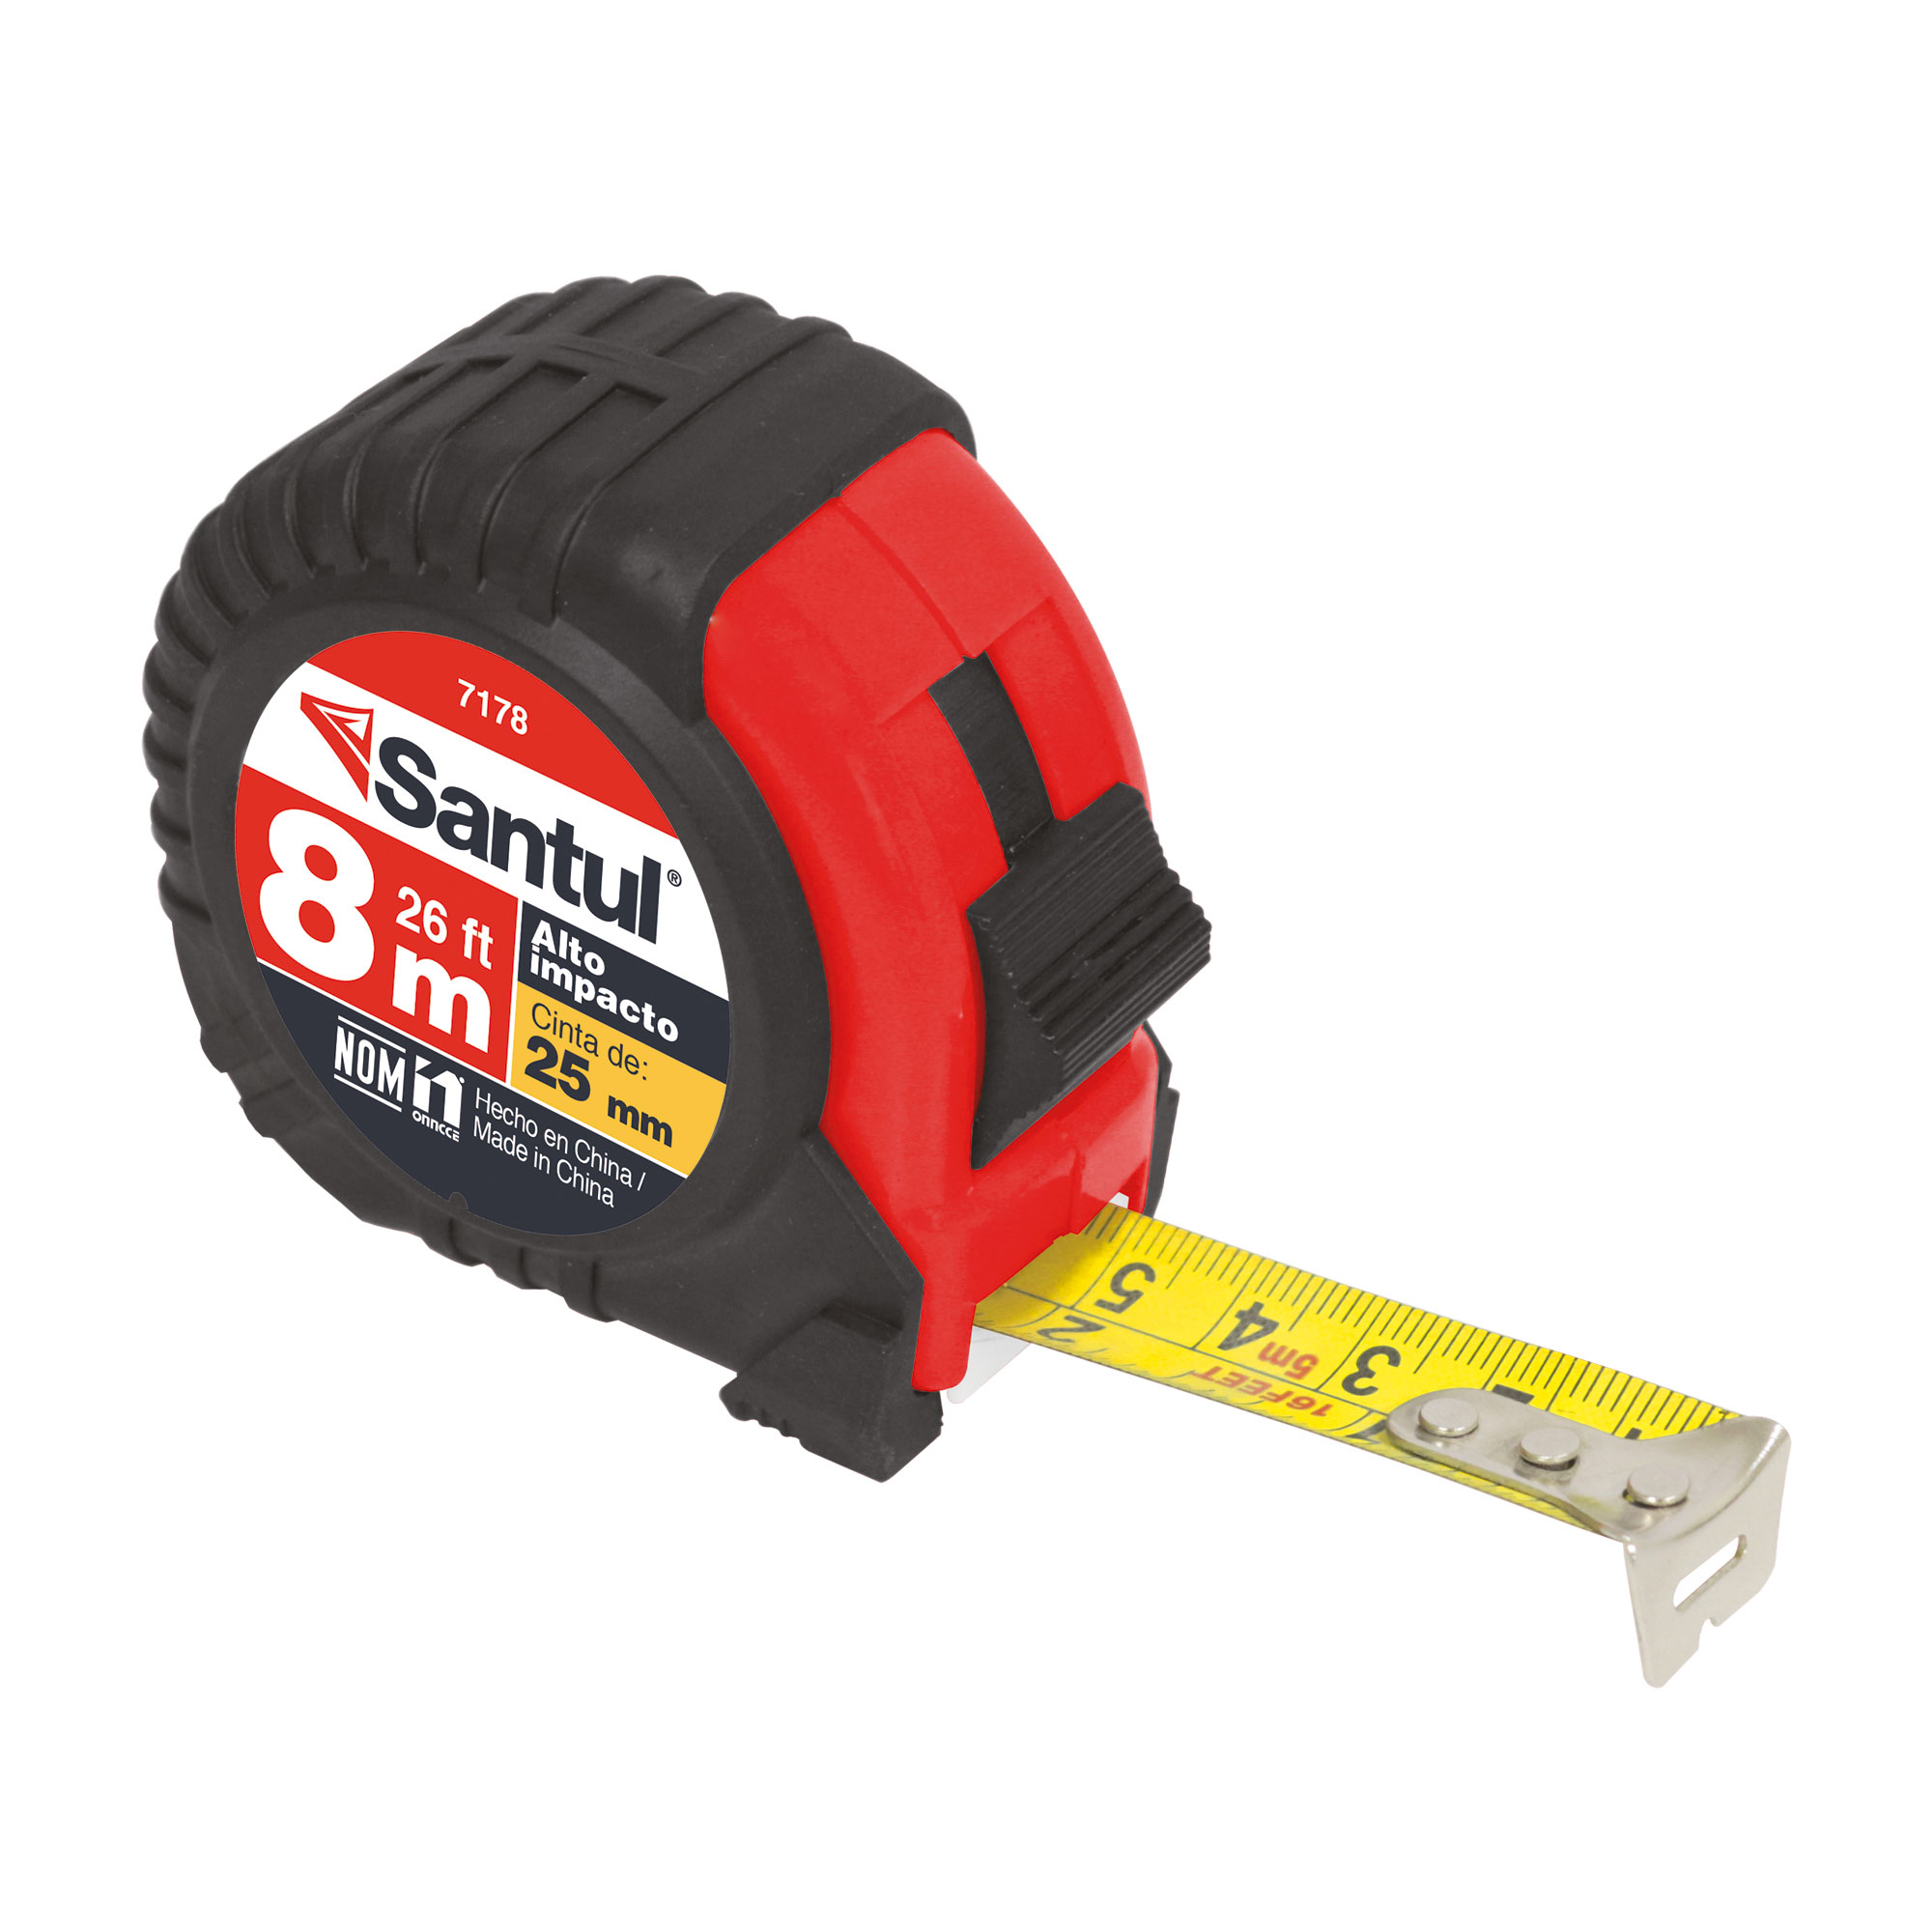 7178
Santul®
8 m
26 ft
Alto
impacto
Cinta de:
25 mm
NOM
onncce
Hecho en China /
Made in China
5
4
3
2
5m
16FEET